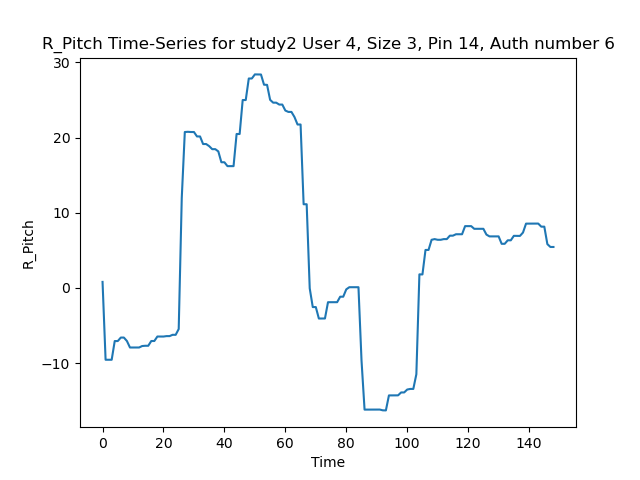 R_Pitch Time-Series for study2 User 4, Size 3, Pin 14, Auth number 6
30
20
10
0
−10
R_Pitch
0 20 40 60 80 100 120 140
Time